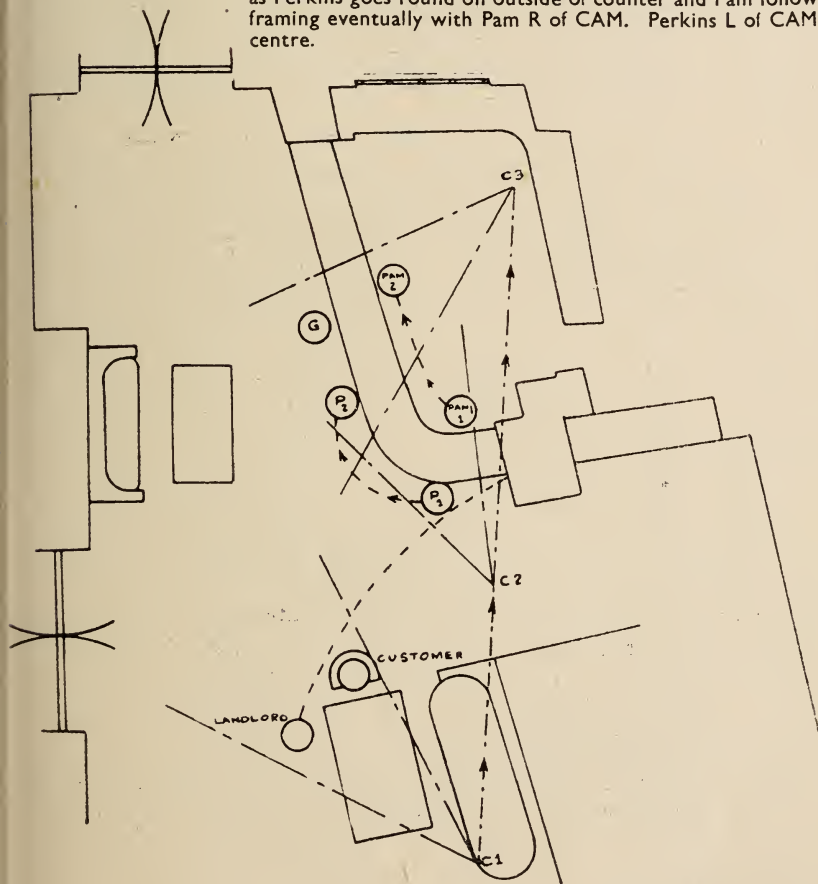 as Perkins goes round on outside of counter and Pam follow
framing eventually with Pam R of CAM. Perkins L of CAM
centre.
C3
PAM
2
G
P
2
PAM
1
P
1
C2
CUSTOMER
LANDLORD
C1